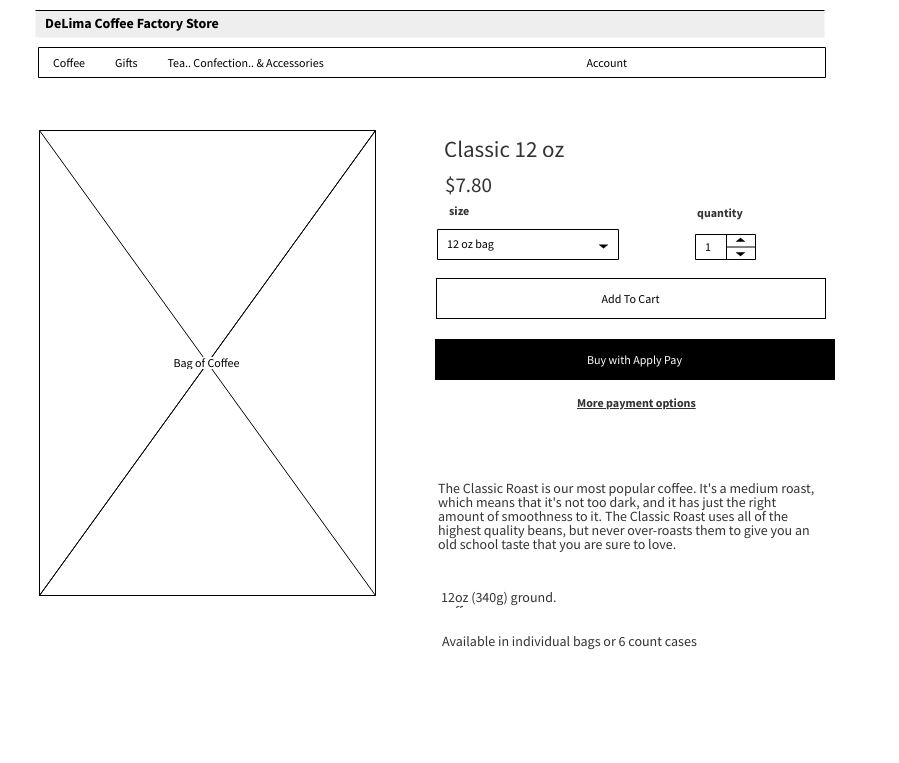 DeLima Coffee Factory Store
Coffee Gifts Tea.. Confection.. & Accessories Account
Classic 12 oz
$7.80
size quantity
12 oz bag 1
Add To Cart
Bag of Coffee
Buy with Apply Pay
More payment options
The Classic Roast is our most popular coffee. It's a medium roast,
which means that it's not too dark, and it has just the right
amount of smoothness to it. The Classic Roast uses all of the
highest quality beans, but never over-roasts them to give you an
old school taste that you are sure to love.
12oz (340g) ground.
Available in individual bags or 6 count cases